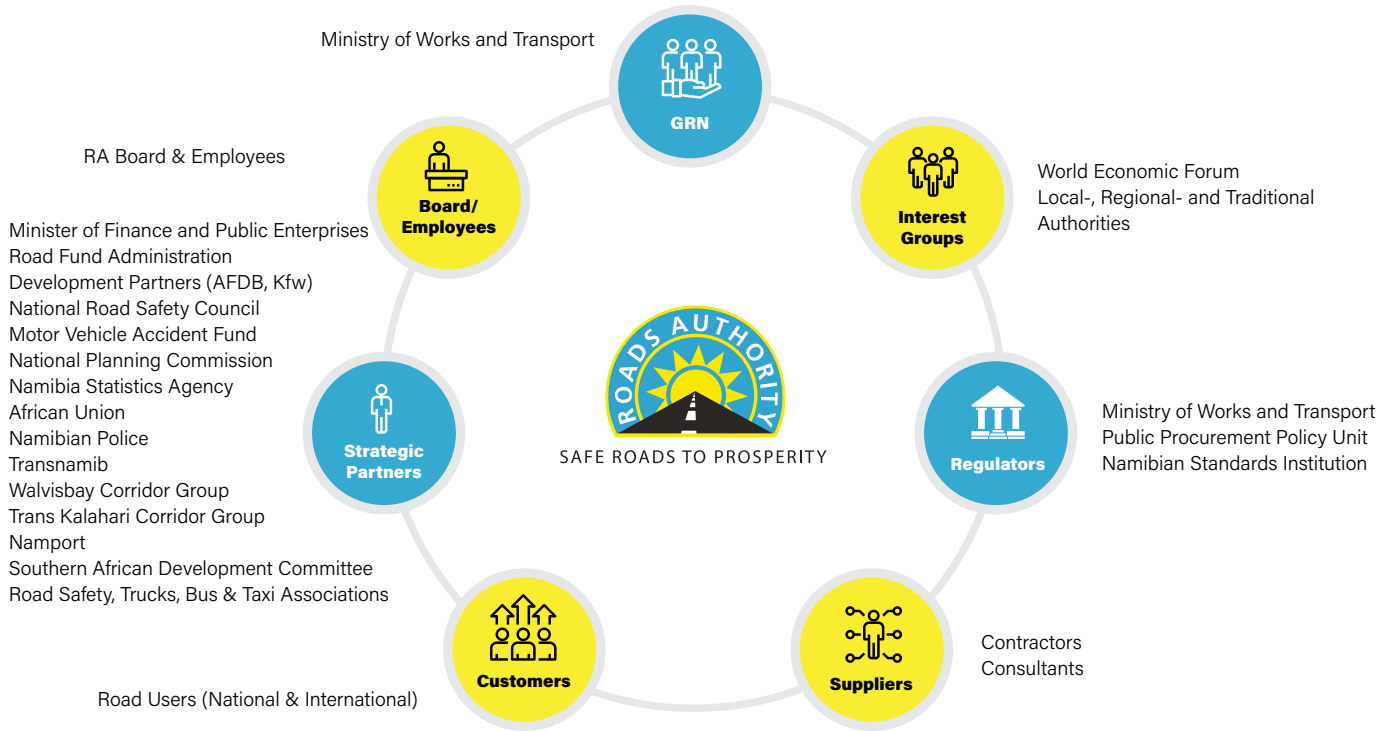 Ministry of Works and Transport
GRN
RA Board & Employees
Board/
Employees
World Economic Forum
Local-, Regional- and Traditional
Authorities
Interest
Groups
Minister of Finance and Public Enterprises
Road Fund Administration
Development Partners (AFDB, Kfw)
National Road Safety Council
Motor Vehicle Accident Fund
National Planning Commission
Namibia Statistics Agency
African Union
Namibian Police
Transnamib
Walvisbay Corridor Group
Trans Kalahari Corridor Group
Namport
Southern African Development Committee
Road Safety, Trucks, Bus & Taxi Associations
Strategic
Partners
ROADS AUTHORITY
SAFE ROADS TO PROSPERITY
Regulators
Ministry of Works and Transport
Public Procurement Policy Unit
Namibian Standards Institution
Customers
Road Users (National & International)
Suppliers
Contractors
Consultants